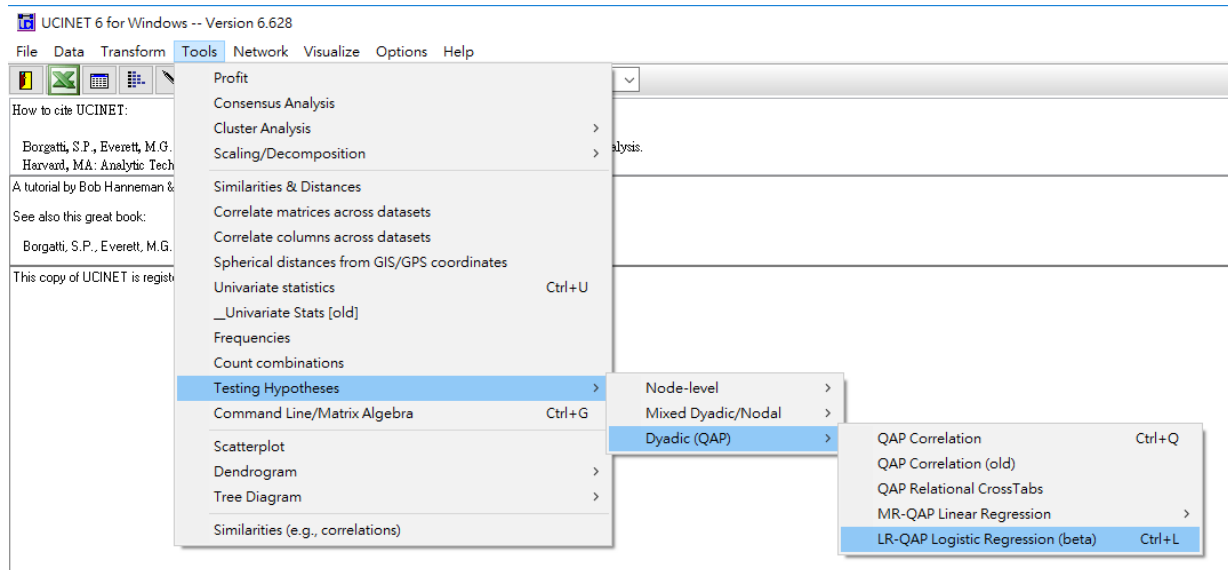 UCINET 6 for Windows -- Version 6.628
File Data Transform Tools Network Visualize Options Help
How to cite UCINET:
Borgatti, S.P., Everett, M.G.
alysis.
Harvard, MA: Analytic Tech
A tutorial by Bob Hanneman &
See also this great book:
Borgatti, S.P., Everett, M.G.
This copy of UCINET is
Profit
Consensus Analysis
Cluster Analysis >
Scaling/Decomposition >
Similarities & Distances
Correlate matrices across datasets
Correlate columns across datasets
Spherical distances from GIS/GPS coordinates
Univariate statistics Ctrl+U
__Univariate Stats [old]
Frequencies
Count combinations
Testing Hypotheses >
Command Line/Matrix Algebra Ctrl+G
Scatterplot
Dendrogram >
Tree Diagram >
Similarities (e.g., correlations)
Node-level >
Mixed Dyadic/Nodal >
Dyadic (QAP) >
QAP Correlation Ctrl+Q
QAP Correlation (old)
QAP Relational CrossTabs
MR-QAP Linear Regression >
LR-QAP Logistic Regression (beta) Ctrl+L